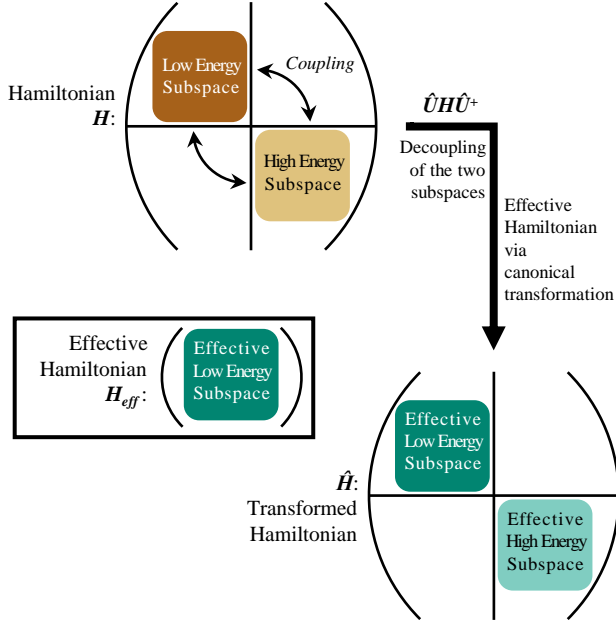 Low Energy
Subspace
Coupling
Hamiltonian
H:
High Energy
Subspace
ÛHÛ⁺
Decoupling
of the two
subspaces
Effective
Hamiltonian
via
canonical
transformation
Effective
Hamiltonian
H_eff:
Effective
Low Energy
Subspace
Effective
Low Energy
Subspace
Ĥ:
Transformed
Hamiltonian
Effective
High Energy
Subspace